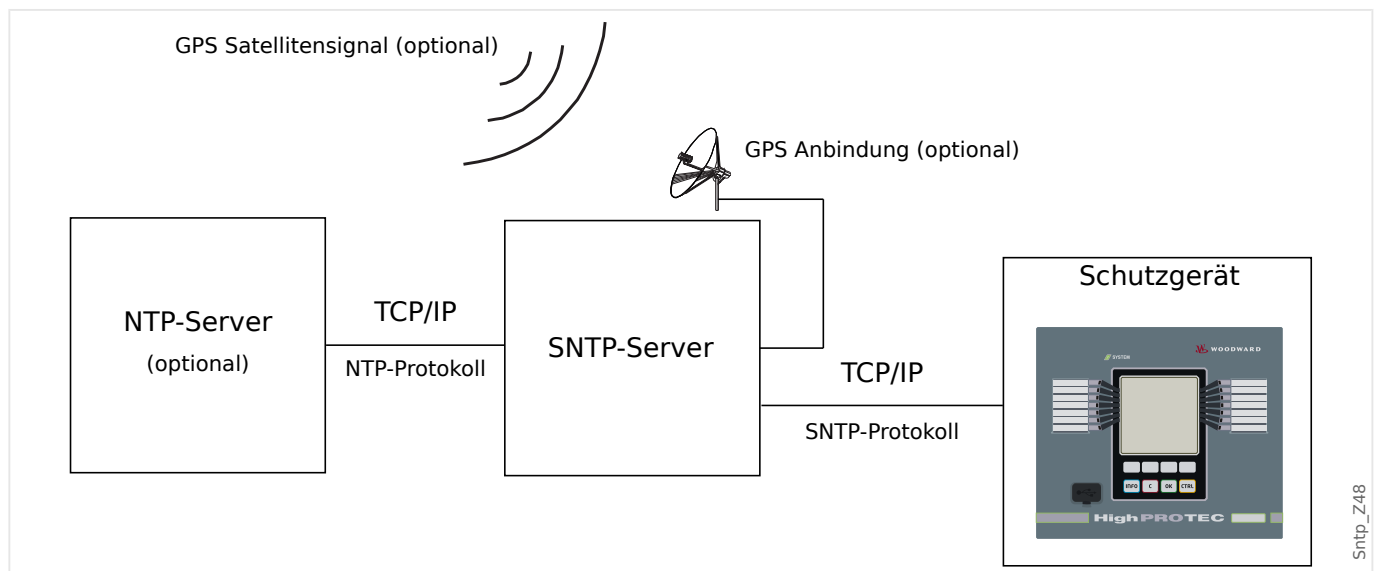 GPS Satellitensignal (optional)
GPS Anbindung (optional)
NTP-Server
(optional)
TCP/IP
NTP-Protokoll
SNTP-Server
TCP/IP
SNTP-Protokoll
Schutzgerät
SYSTEM
WOODWARD
INFO C OK CTRL
HighPROTEC
Sntp_Z48